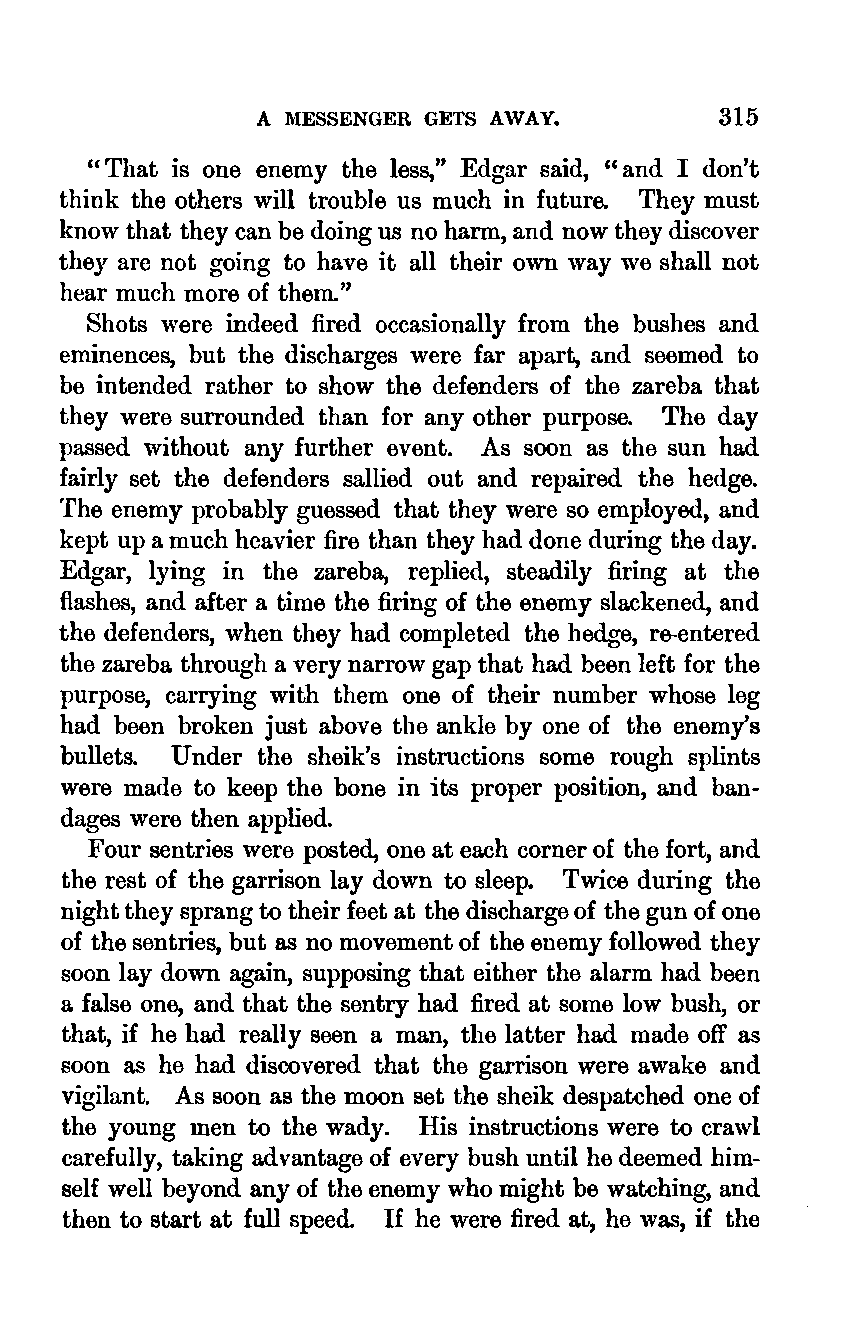 A MESSENGER GETS AWAY. 315
"That is one enemy the less," Edgar said, "and I don't
think the others will trouble us much in future. They must
know that they can be doing us no harm, and now they discover
they are not going to have it all their own way we shall not
hear much more of them."
Shots were indeed fired occasionally from the bushes and
eminences, but the discharges were far apart, and seemed to
be intended rather to show the defenders of the zareba that
they were surrounded than for any other purpose. The day
passed without any further event. As soon as the sun had
fairly set the defenders sallied out and repaired the hedge.
The enemy probably guessed that they were so employed, and
kept up a much heavier fire than they had done during the day.
Edgar, lying in the zareba, replied, steadily firing at the
flashes, and after a time the firing of the enemy slackened, and
the defenders, when they had completed the hedge, re-entered
the zareba through a very narrow gap that had been left for the
purpose, carrying with them one of their number whose leg
had been broken just above the ankle by one of the enemy's
bullets. Under the sheik's instructions some rough splints
were made to keep the bone in its proper position, and ban-
dages were then applied.
Four sentries were posted, one at each corner of the fort, and
the rest of the garrison lay down to sleep. Twice during the
night they sprang to their feet at the discharge of the gun of one
of the sentries, but as no movement of the enemy followed they
soon lay down again, supposing that either the alarm had been
a false one, and that the sentry had fired at some low bush, or
that, if he had really seen a man, the latter had made off as
soon as he had discovered that the garrison were awake and
vigilant. As soon as the moon set the sheik despatched one of
the young men to the wady. His instructions were to crawl
carefully, taking advantage of every bush until he deemed him-
self well beyond any of the enemy who might be watching, and
then to start at full speed. If he were fired at, he was, if the